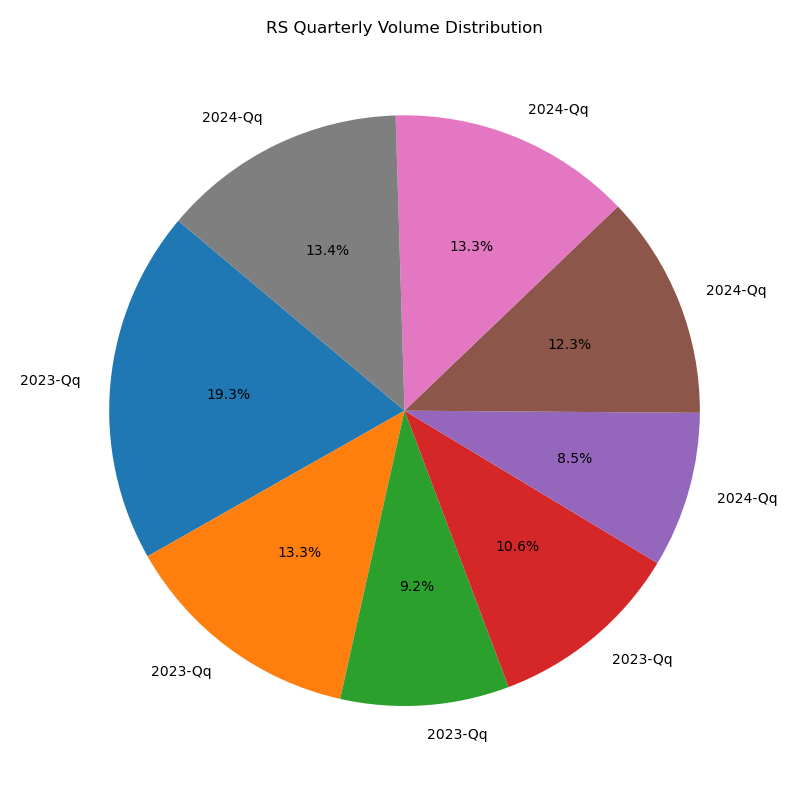 RS Quarterly Volume Distribution
2024-Qq
2024-Qq
13.4%
13.3%
2024-Qq
12.3%
2023-Qq
19.3%
8.5%
2024-Qq
13.3%
10.6%
9.2%
2023-Qq
2023-Qq
2023-Qq